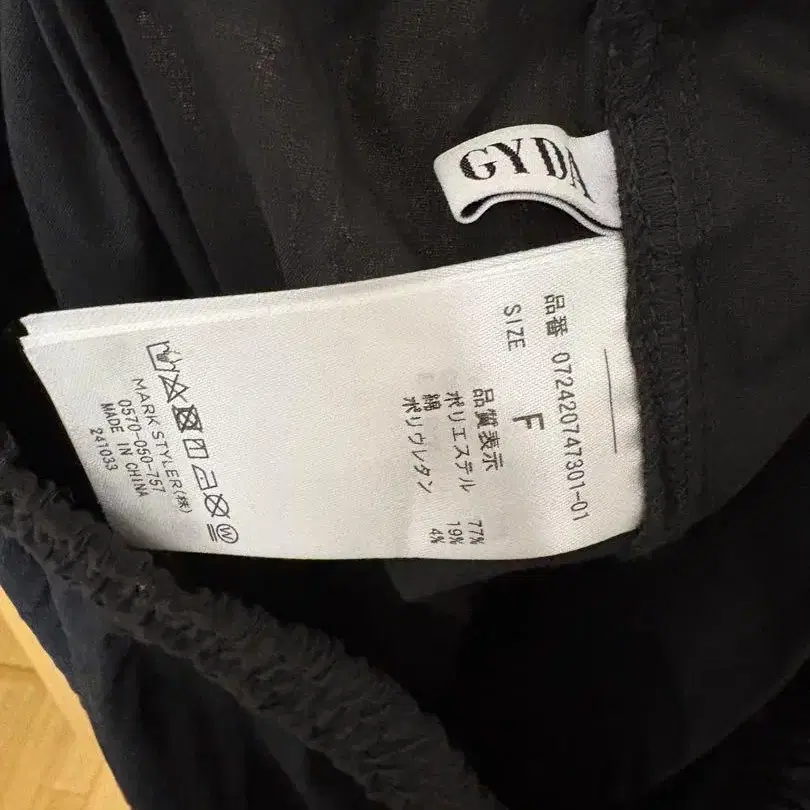 GYDA
品番 072420747301-01
SIZE F
品質表示
ポリエステル 77%
綿 19%
ポリウレタン 4%
W
MARK STYLER(株)
0570-050-757
MADE IN CHINA
241033